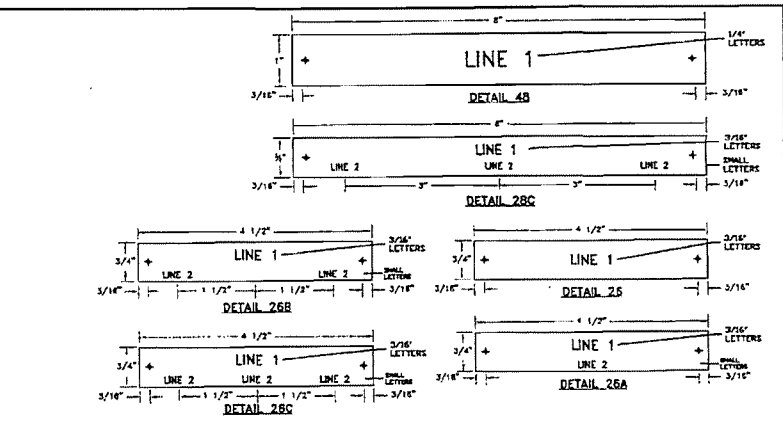 8"
1/4"
LETTERS
1"
LINE 1
3/16"
3/16"
DETAIL 48
8"
3/16"
LETTERS
LINE 1
LINE 2
LINE 2
LINE 2
SMALL
LETTERS
3/16"
3"
3"
3/16"
DETAIL 28C
4 1/2"
3/16"
LETTERS
3/4"
LINE 1
LINE 2
LINE 2
SMALL
LETTERS
3/16"
1 1/2"
1 1/2"
3/16"
DETAIL 26B
4 1/2"
3/16"
LETTERS
3/4"
LINE 1
3/16"
3/16"
DETAIL 26
4 1/2"
3/16"
LETTERS
3/4"
LINE 1
LINE 2
LINE 2
LINE 2
SMALL
LETTERS
3/16"
1 1/2"
1 1/2"
3/16"
DETAIL 26C
4 1/2"
3/16"
LETTERS
3/4"
LINE 1
LINE 2
SMALL
LETTERS
3/16"
3/16"
DETAIL 26A